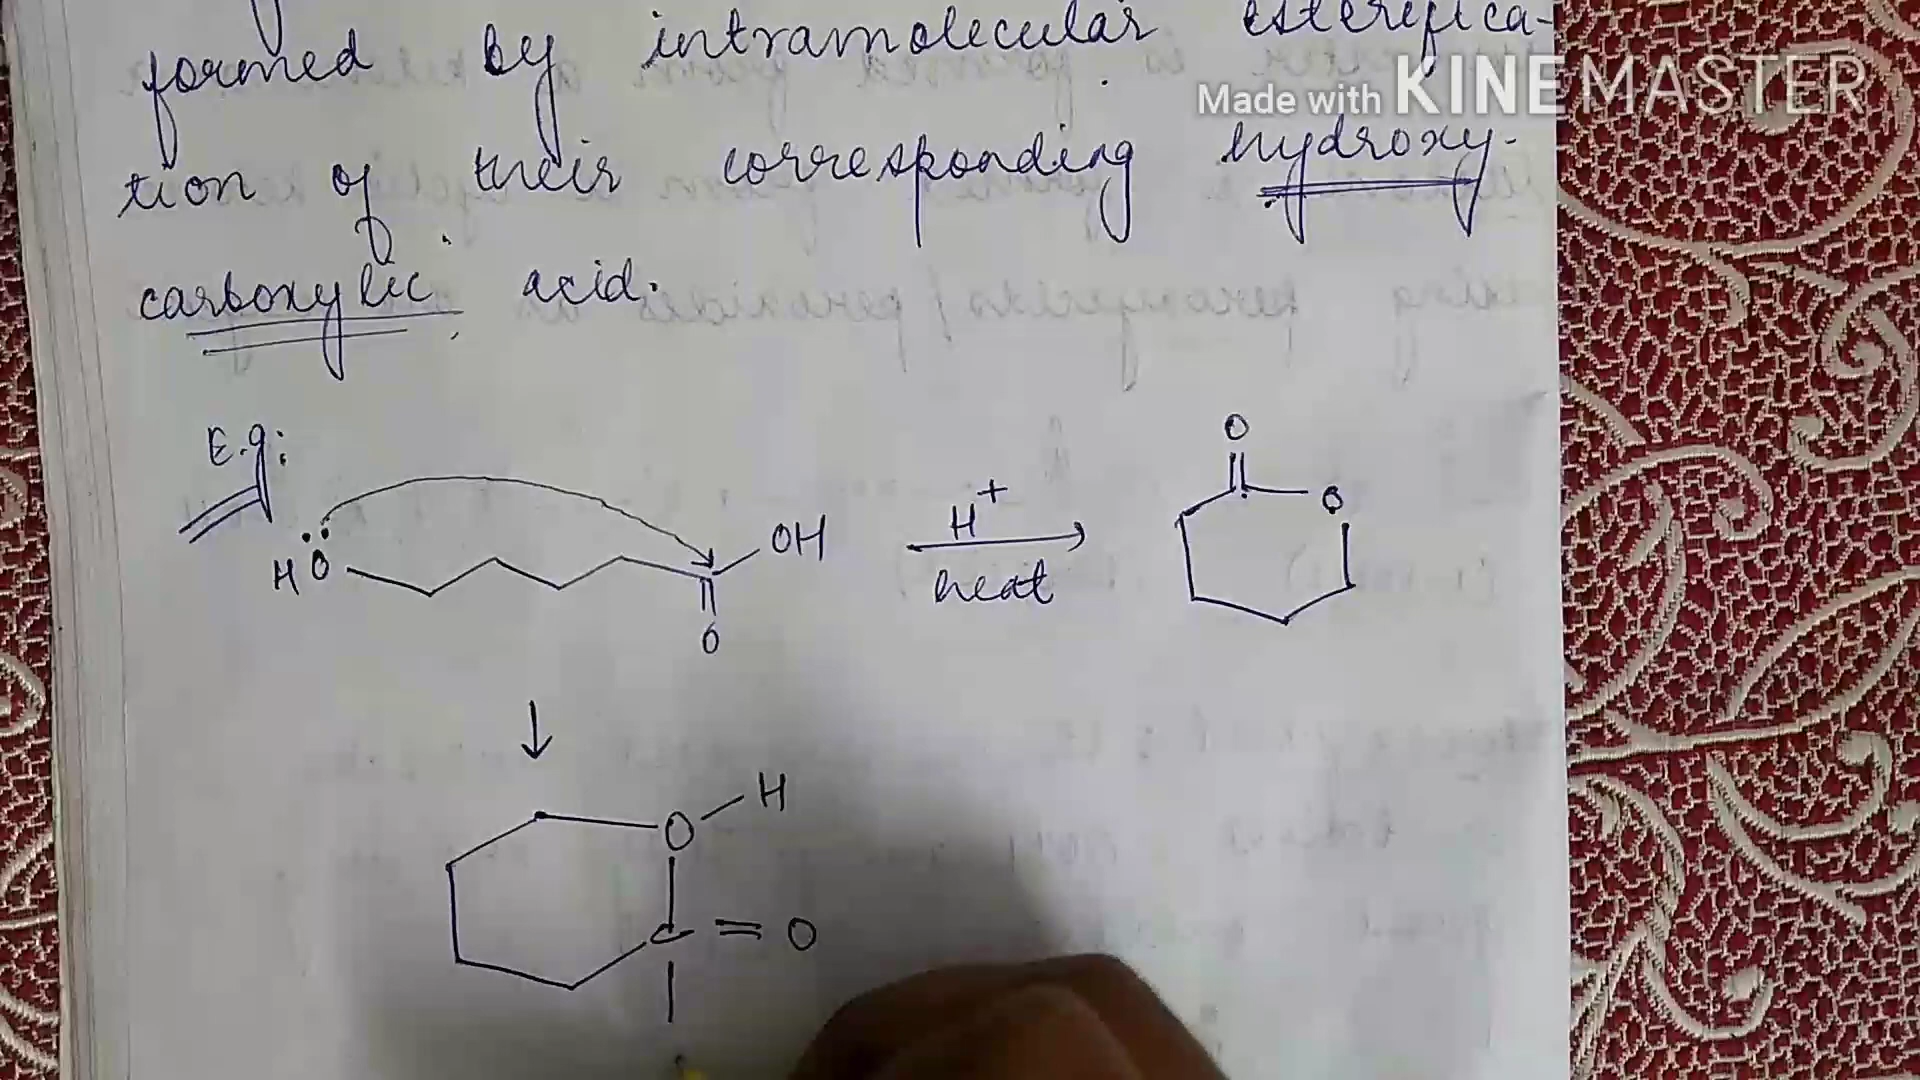 formed by intramolecular esterifica-
Made with KINEMASTER
tion of their corresponding hydroxy-
carboxylic acid.
E.g:
O
HO OH H+ O
heat
O
H
O
C = O